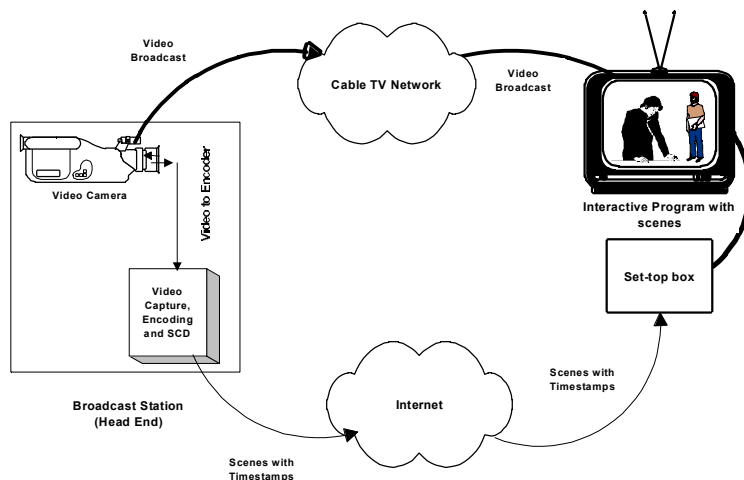 Video
Broadcast
Cable TV Network
Video
Broadcast
Video Camera
Video to Encoder
Interactive Program with
scenes
Set-top box
Video
Capture,
Encoding
and SCD
Scenes with
Timestamps
Broadcast Station
(Head End)
Internet
Scenes with
Timestamps